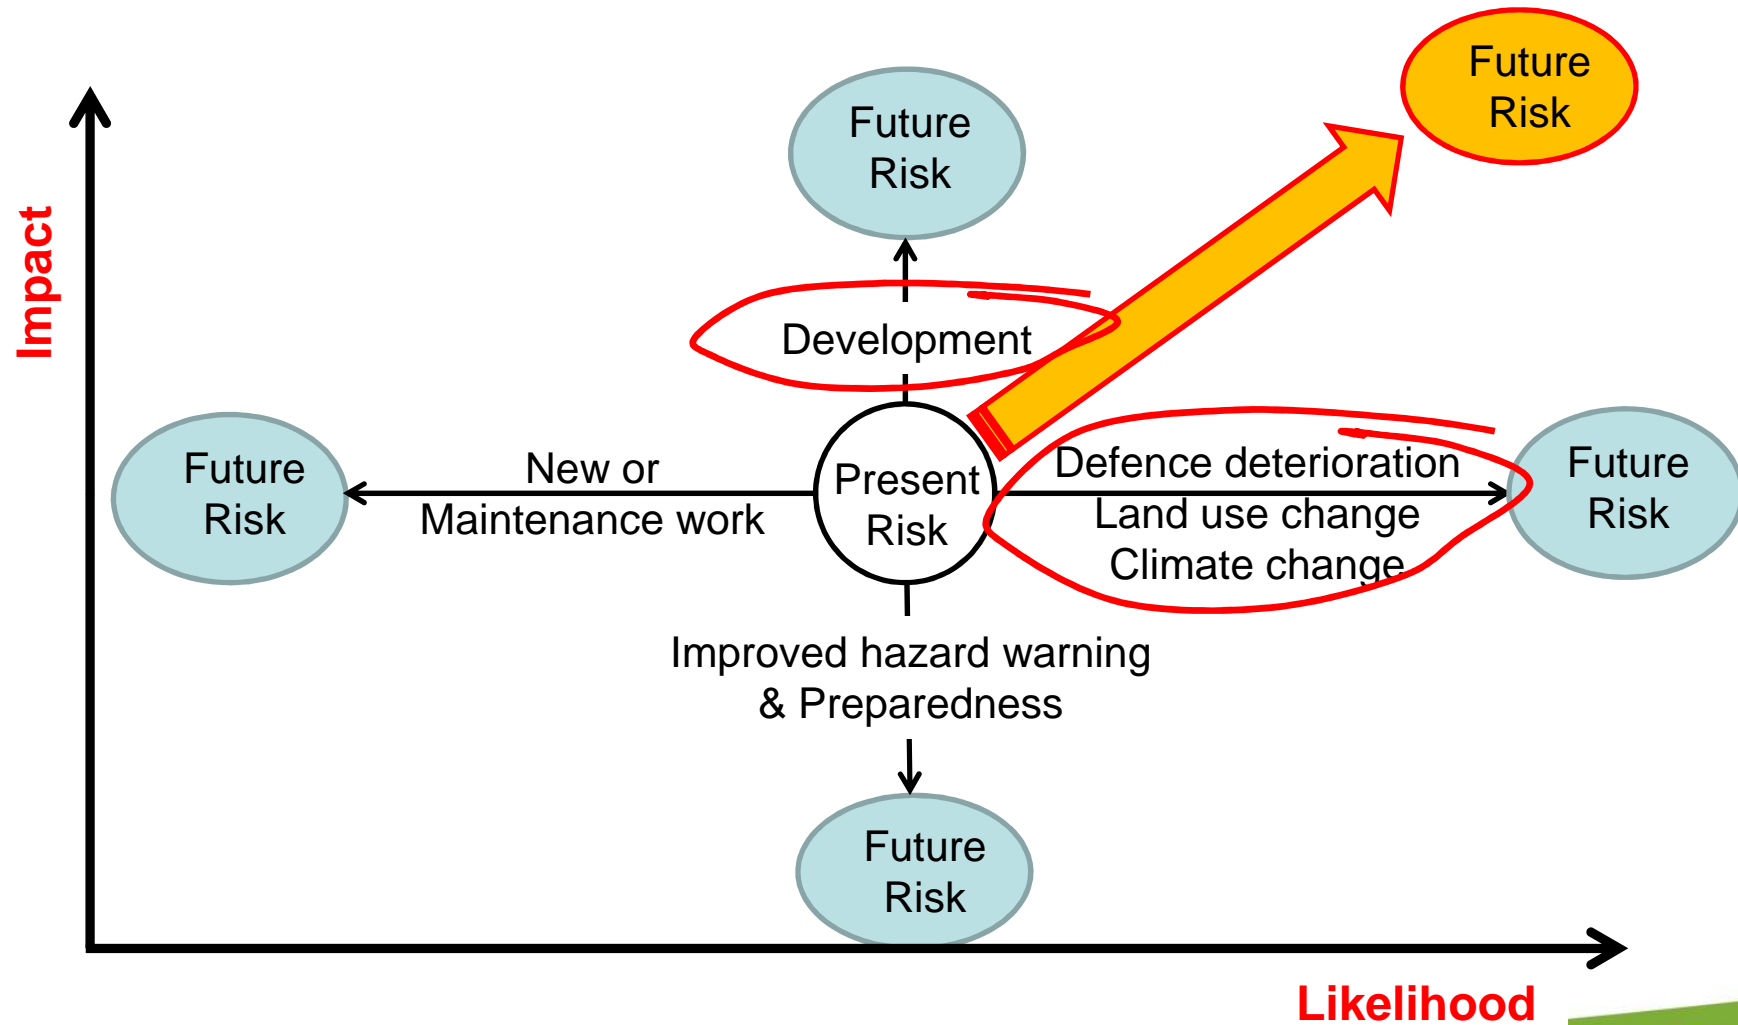 Future
Risk
Future
Risk
Impact
Development
Future
Risk
New or
Maintenance work
Present
Risk
Defence deterioration
Land use change
Climate change
Future
Risk
Improved hazard warning
& Preparedness
Future
Risk
Likelihood